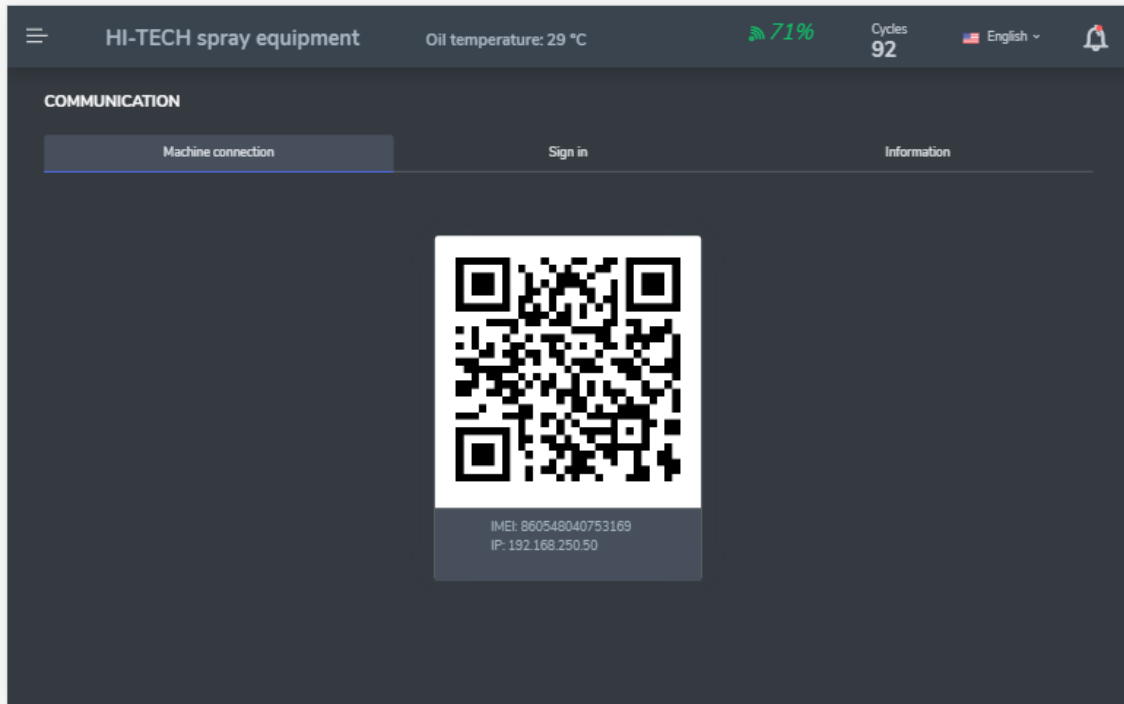 HI-TECH spray equipment
Oil temperature: 29 °C
71%
Cycles
92
English
COMMUNICATION
Machine connection
Sign in
Information
IMEI: 860548040753169
IP: 192.168.250.50